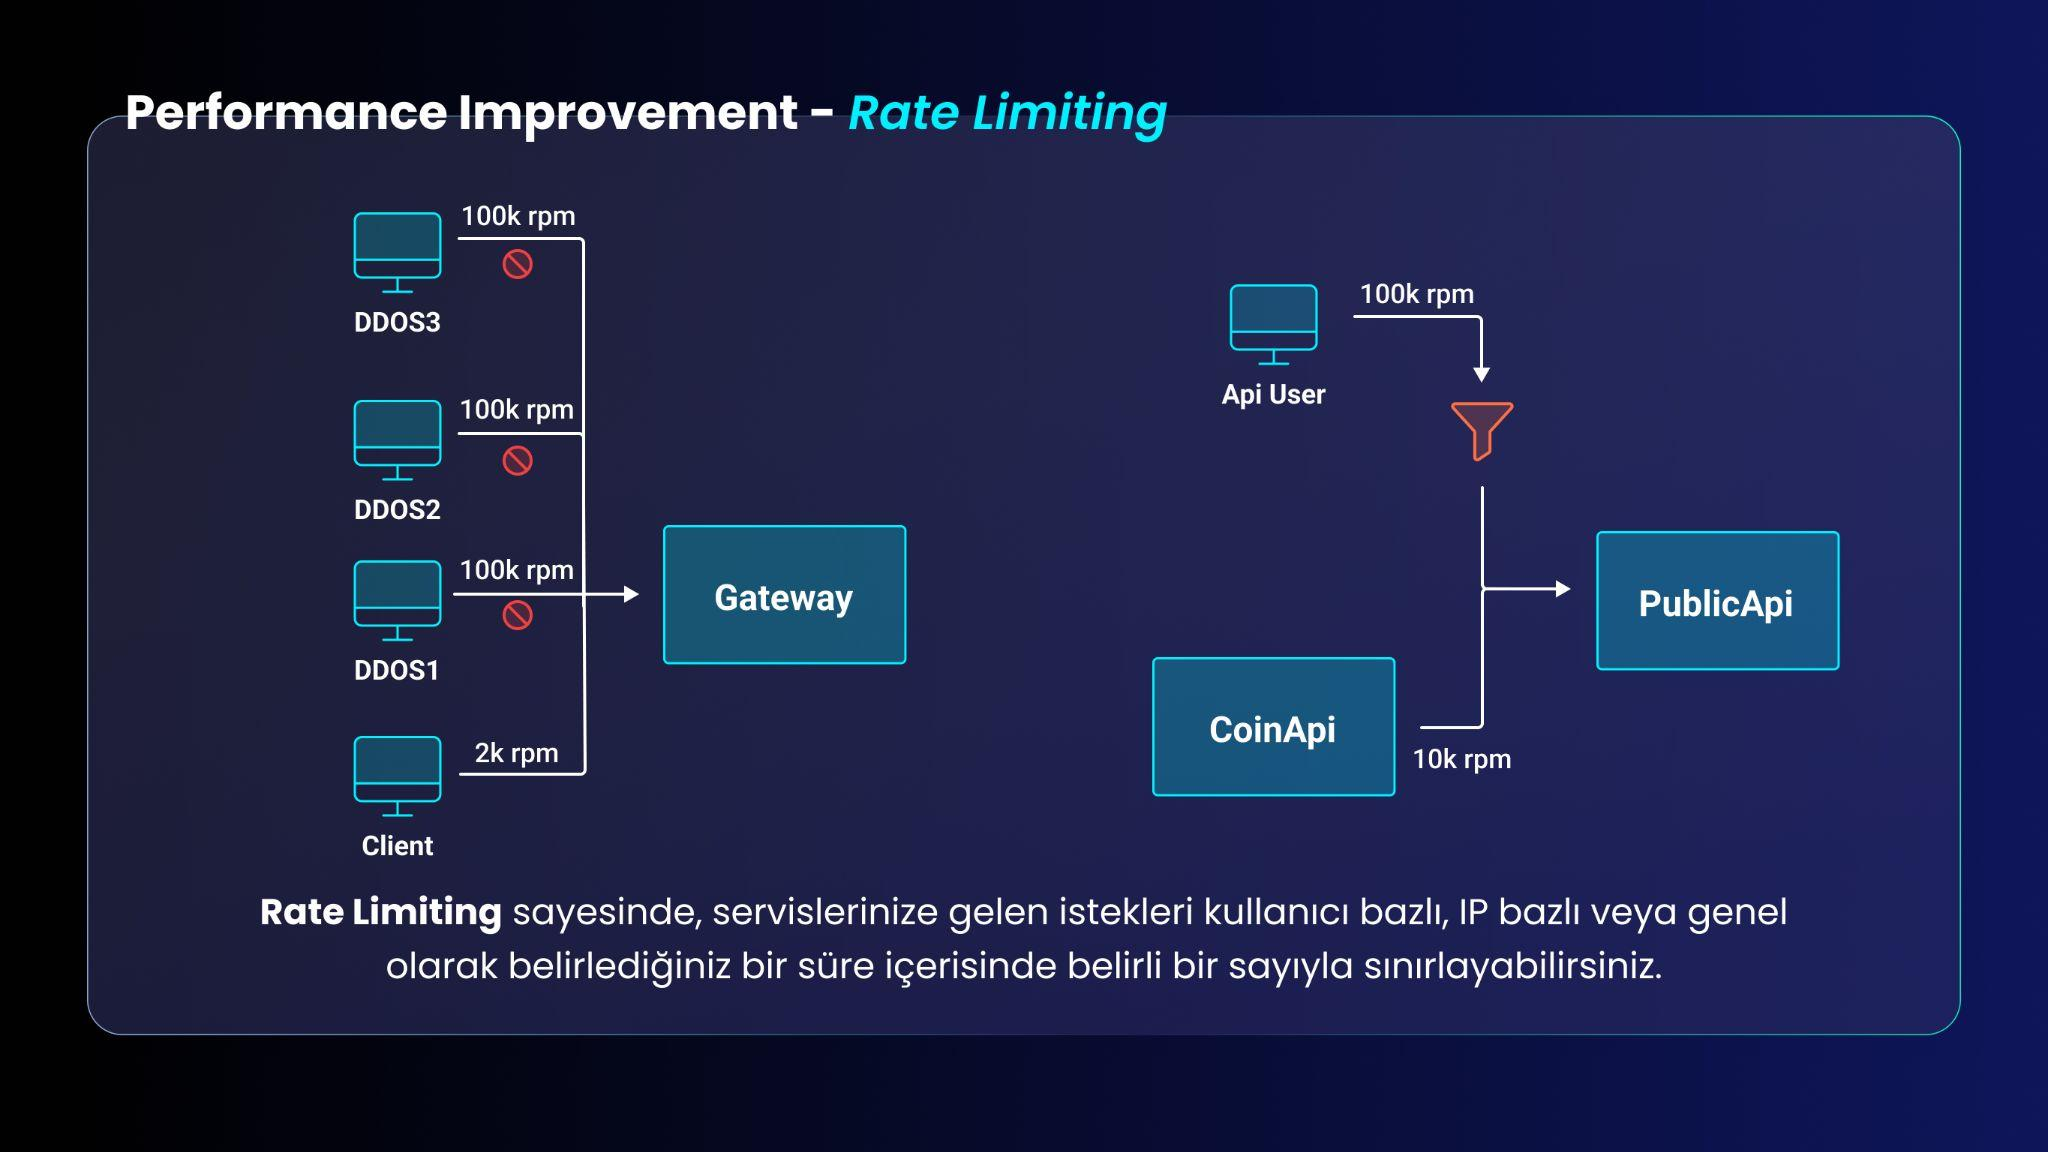 Performance Improvement - Rate Limiting
100k rpm
DDOS3
100k rpm
DDOS2
100k rpm
DDOS1
2k rpm
Client
Gateway
100k rpm
Api User
PublicApi
CoinApi
10k rpm
Rate Limiting sayesinde, servislerinize gelen istekleri kullanıcı bazlı, IP bazlı veya genel
olarak belirlediğiniz bir süre içerisinde belirli bir sayıyla sınırlayabilirsiniz.